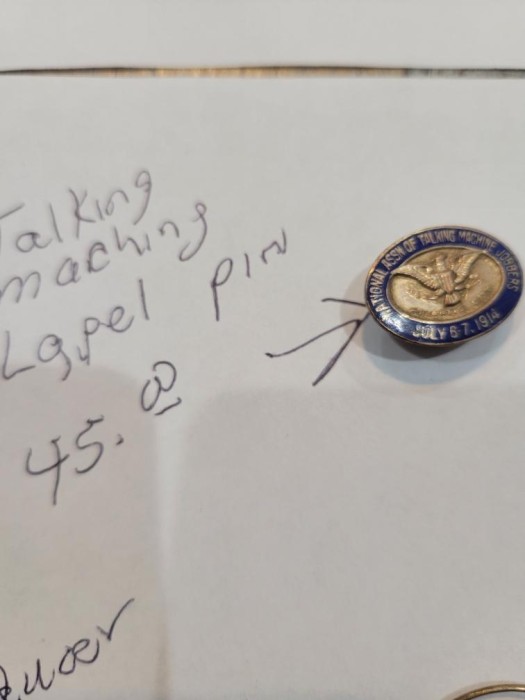 Talking
maching
Lapel pin
45.00
NATIONAL ASS'N OF TALKING MACHINE JOBBERS
JULY 6-7, 1914